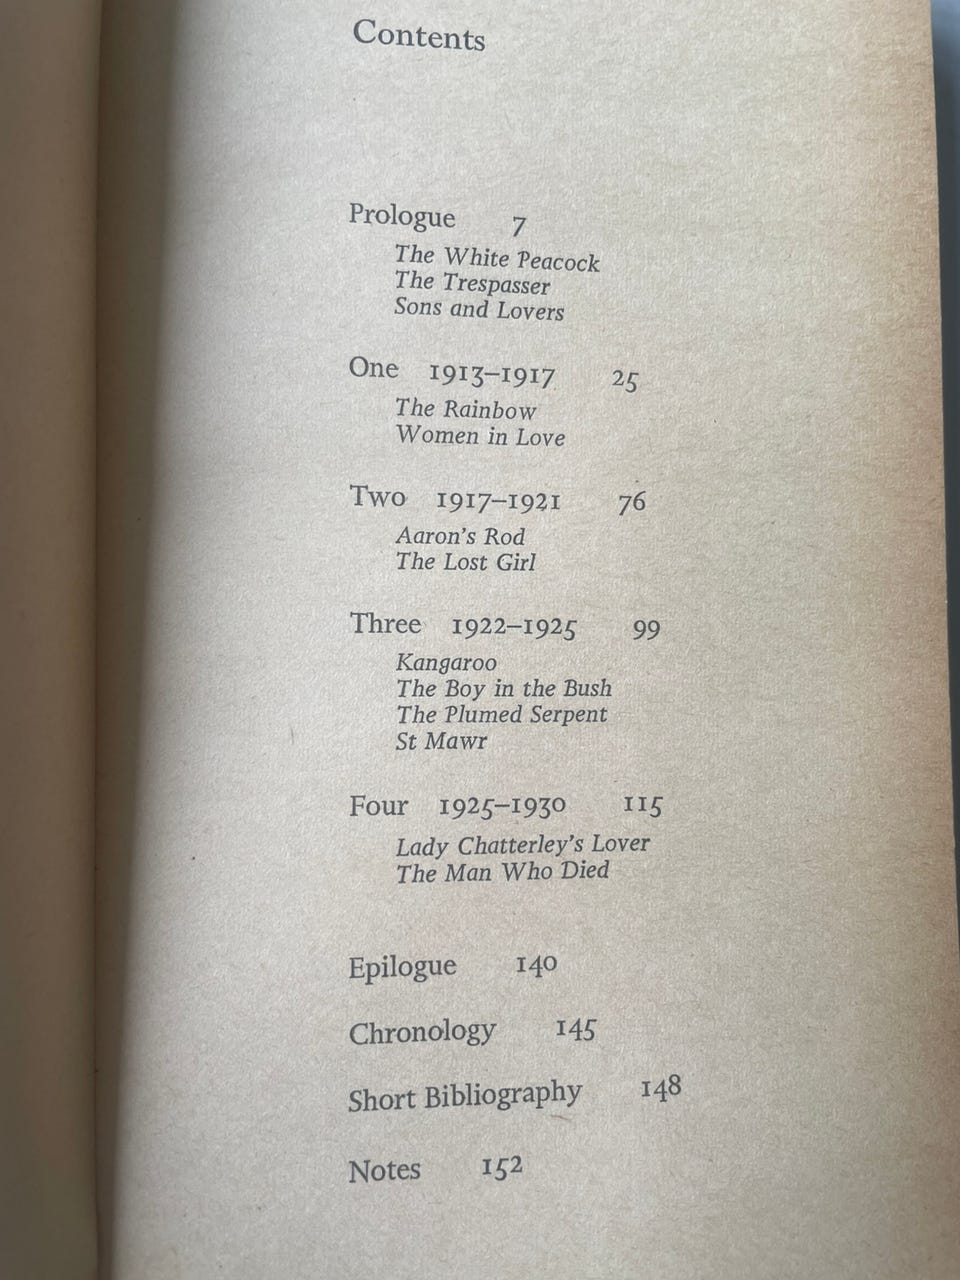 Contents
Prologue 7
The White Peacock
The Trespasser
Sons and Lovers
One 1913–1917 25
The Rainbow
Women in Love
Two 1917–1921 76
Aaron's Rod
The Lost Girl
Three 1922–1925 99
Kangaroo
The Boy in the Bush
The Plumed Serpent
St Mawr
Four 1925–1930 115
Lady Chatterley's Lover
The Man Who Died
Epilogue 140
Chronology 145
Short Bibliography 148
Notes 152